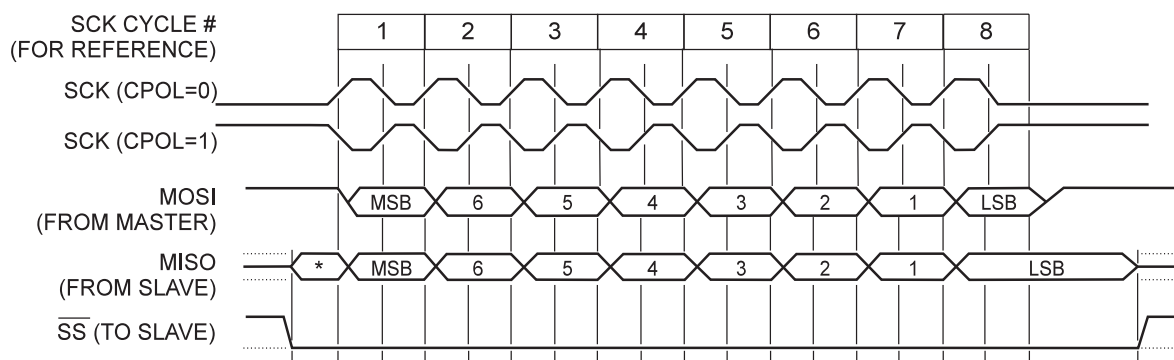 SCK CYCLE #
(FOR REFERENCE)
1 2 3 4 5 6 7 8
SCK (CPOL=0)
SCK (CPOL=1)
MOSI
(FROM MASTER)
MSB 6 5 4 3 2 1 LSB
MISO
(FROM SLAVE)
* MSB 6 5 4 3 2 1 LSB
SS (TO SLAVE)